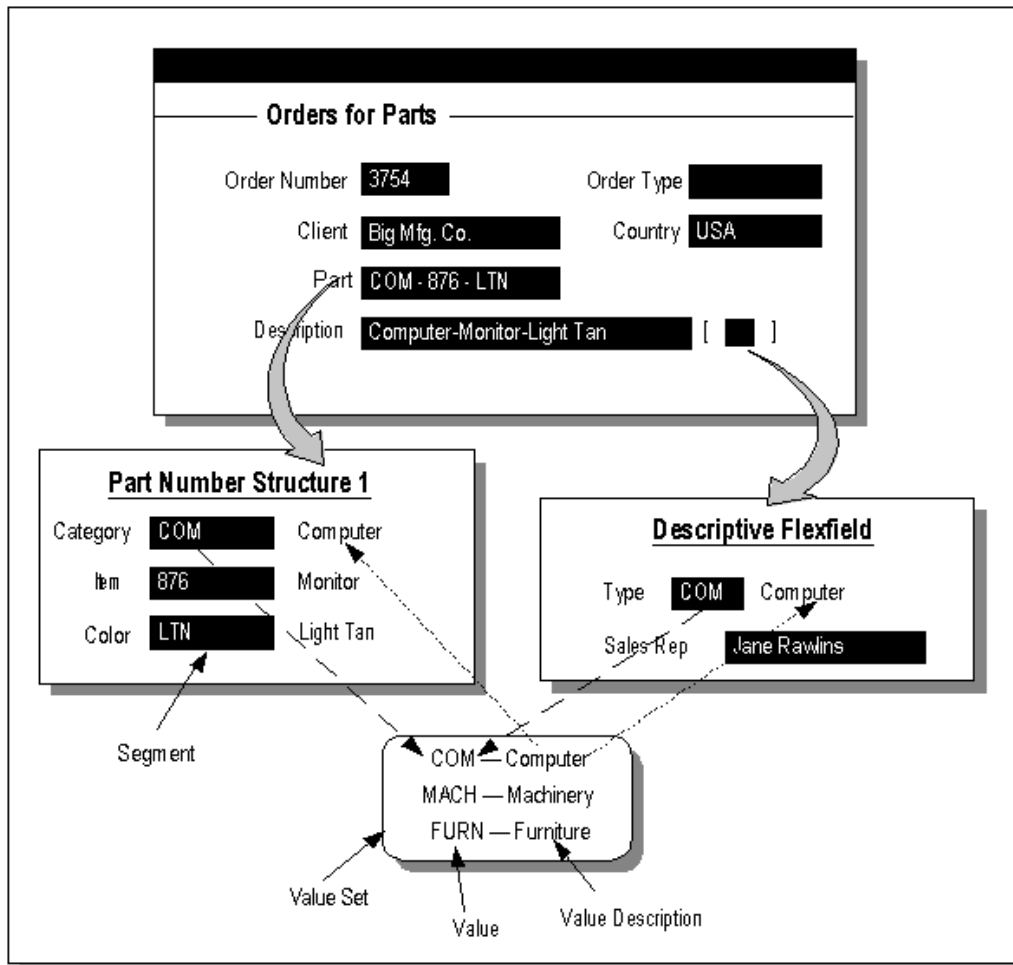 Orders for Parts
Order Number 3754 Order Type
Client Big Mfg. Co. Country USA
Part COM - 876 - LTN
Description Computer-Monitor-Light Tan [ ]
Part Number Structure 1
Category COM Computer
Item 876 Monitor
Color LTN Light Tan
Segment
Descriptive Flexfield
Type COM Computer
Sales Rep Jane Rawlins
COM — Computer
MACH — Machinery
FURN — Furniture
Value Set
Value
Value Description